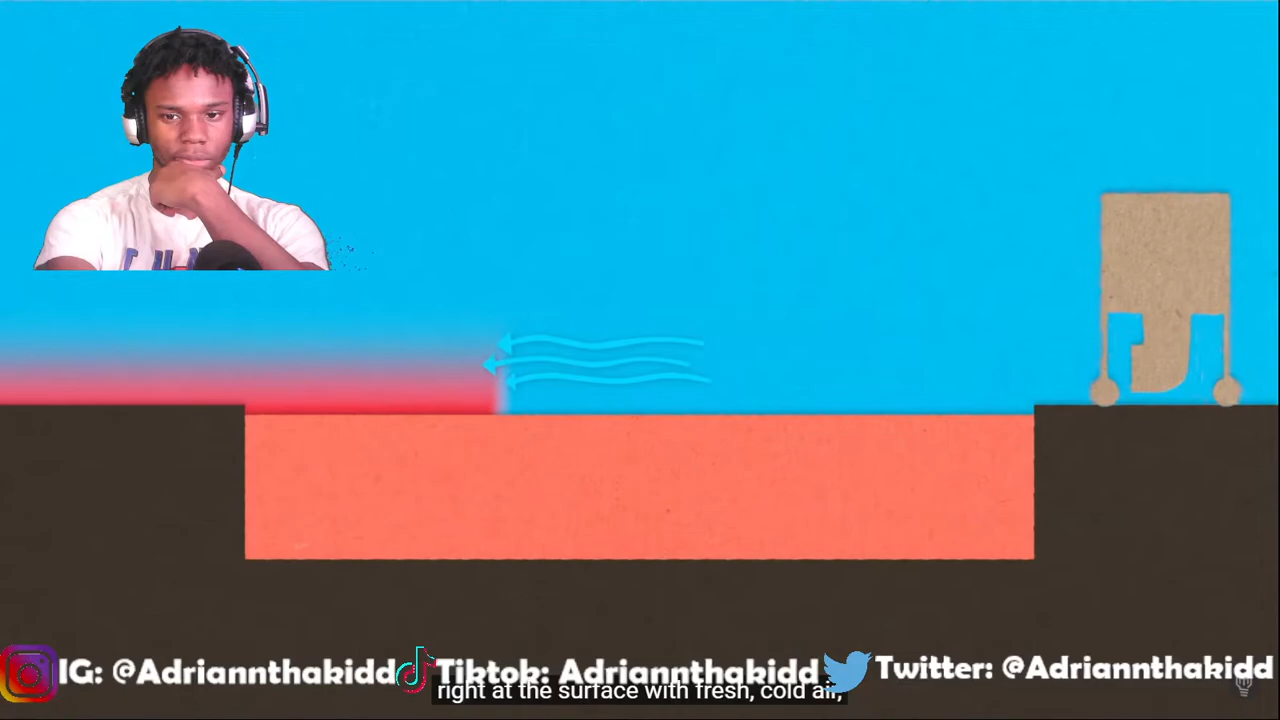 IG: @Adriannthakidd Tiktok: Adriannthakidd Twitter: @Adriannthakidd
right at the surface with fresh, cold air,